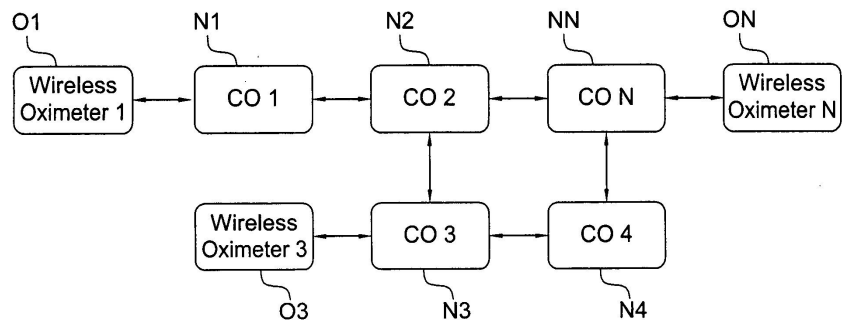 O1
N1
N2
NN
ON
Wireless
Oximeter 1
CO 1
CO 2
CO N
Wireless
Oximeter N
Wireless
Oximeter 3
CO 3
CO 4
O3
N3
N4